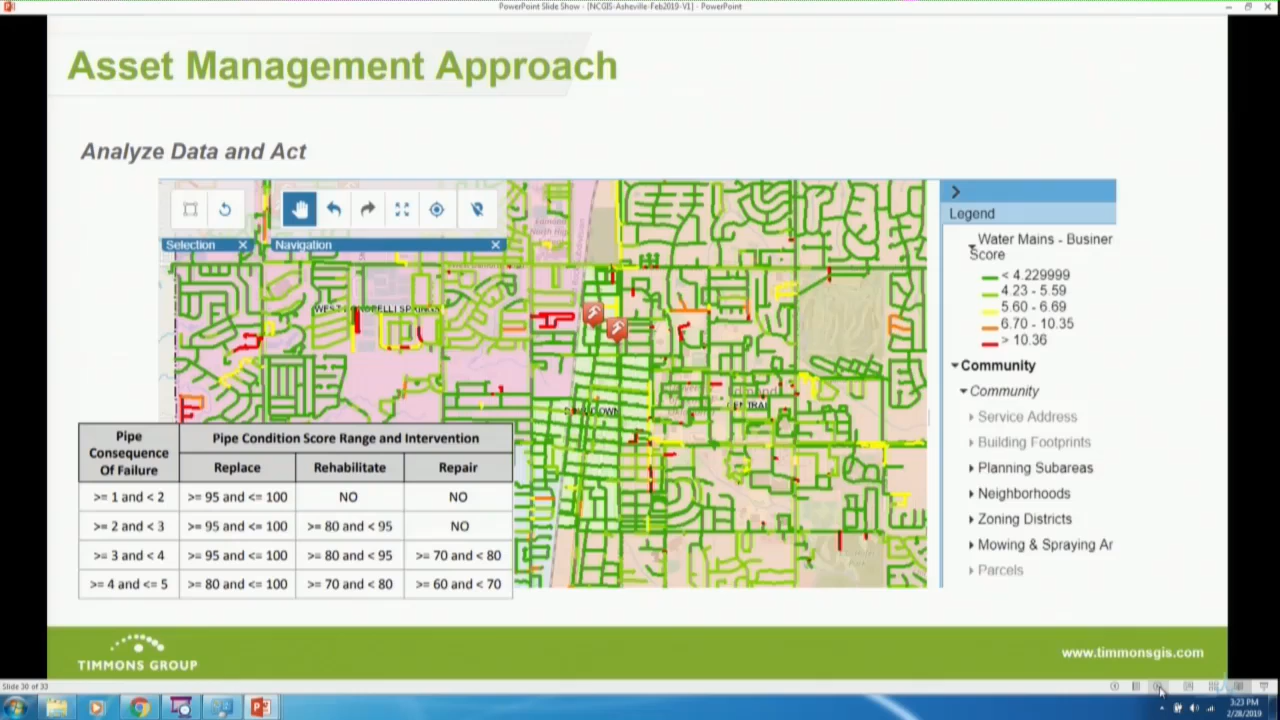 PowerPoint Slide Show - [NCGIS-Asheville-Feb2019-V1] - PowerPoint
Asset Management Approach
Analyze Data and Act
Selection
Navigation
Legend
Water Mains - Businer
Score
< 4.229999
4.23 - 5.59
5.60 - 6.69
6.70 - 10.35
> 10.36
Community
Community
Service Address
Building Footprints
Planning Subareas
Neighborhoods
Zoning Districts
Mowing & Spraying Ar
Parcels
Pipe Consequence Of Failure
Pipe Condition Score Range and Intervention
Replace Rehabilitate Repair
>= 1 and < 2 >= 95 and <= 100 NO NO
>= 2 and < 3 >= 95 and <= 100 >= 80 and < 95 NO
>= 3 and < 4 >= 95 and <= 100 >= 80 and < 95 >= 70 and < 80
>= 4 and <= 5 >= 80 and <= 100 >= 70 and < 80 >= 60 and < 70
TIMMONS GROUP
www.timmonsgis.com
Slide 30 of 33
3:23 PM
2/28/2019